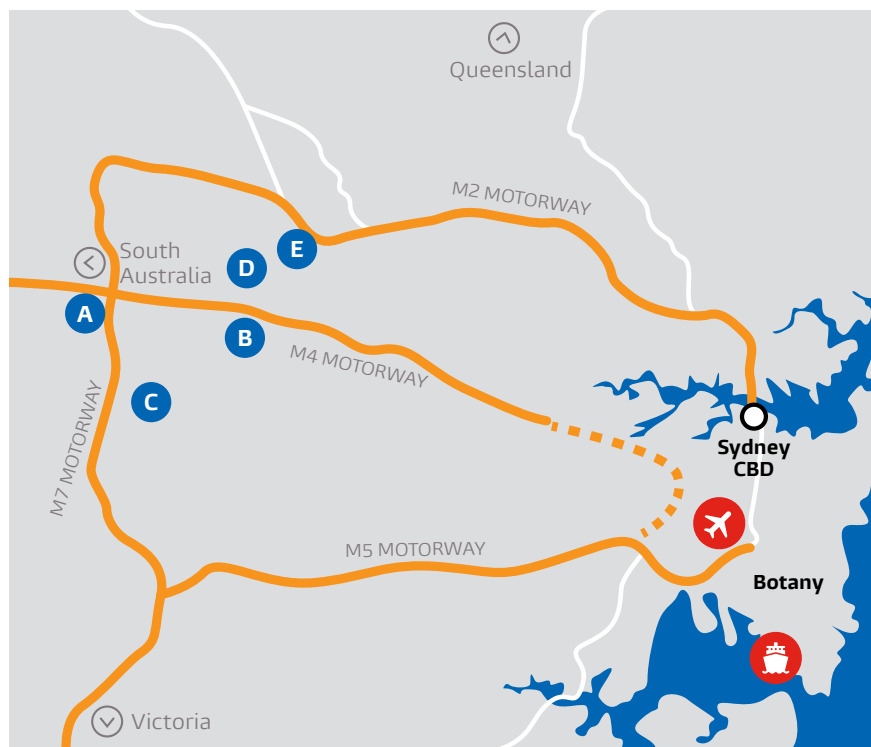 Queensland
M2 MOTORWAY
E
South
Australia
D
A
B
M4 MOTORWAY
C
M7 MOTORWAY
Sydney
CBD
M5 MOTORWAY
Botany
Victoria